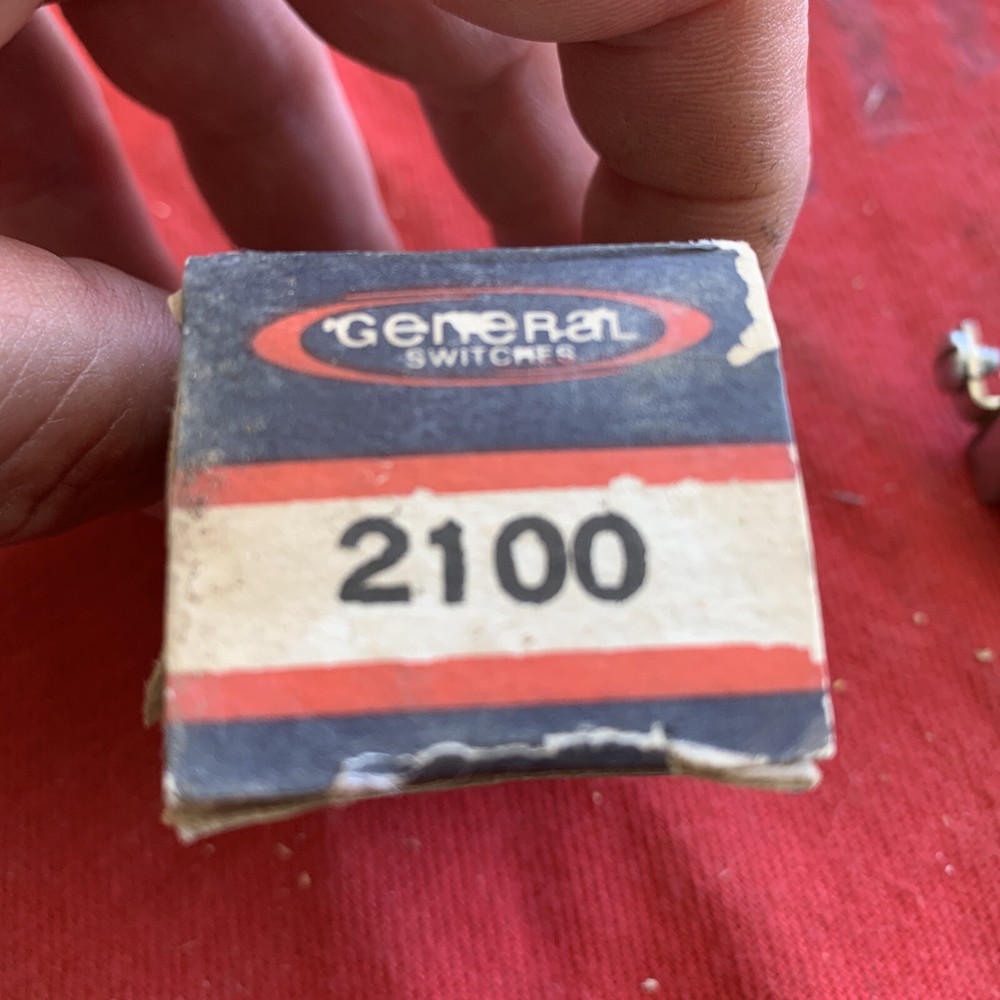 General
SWITCHES
2100